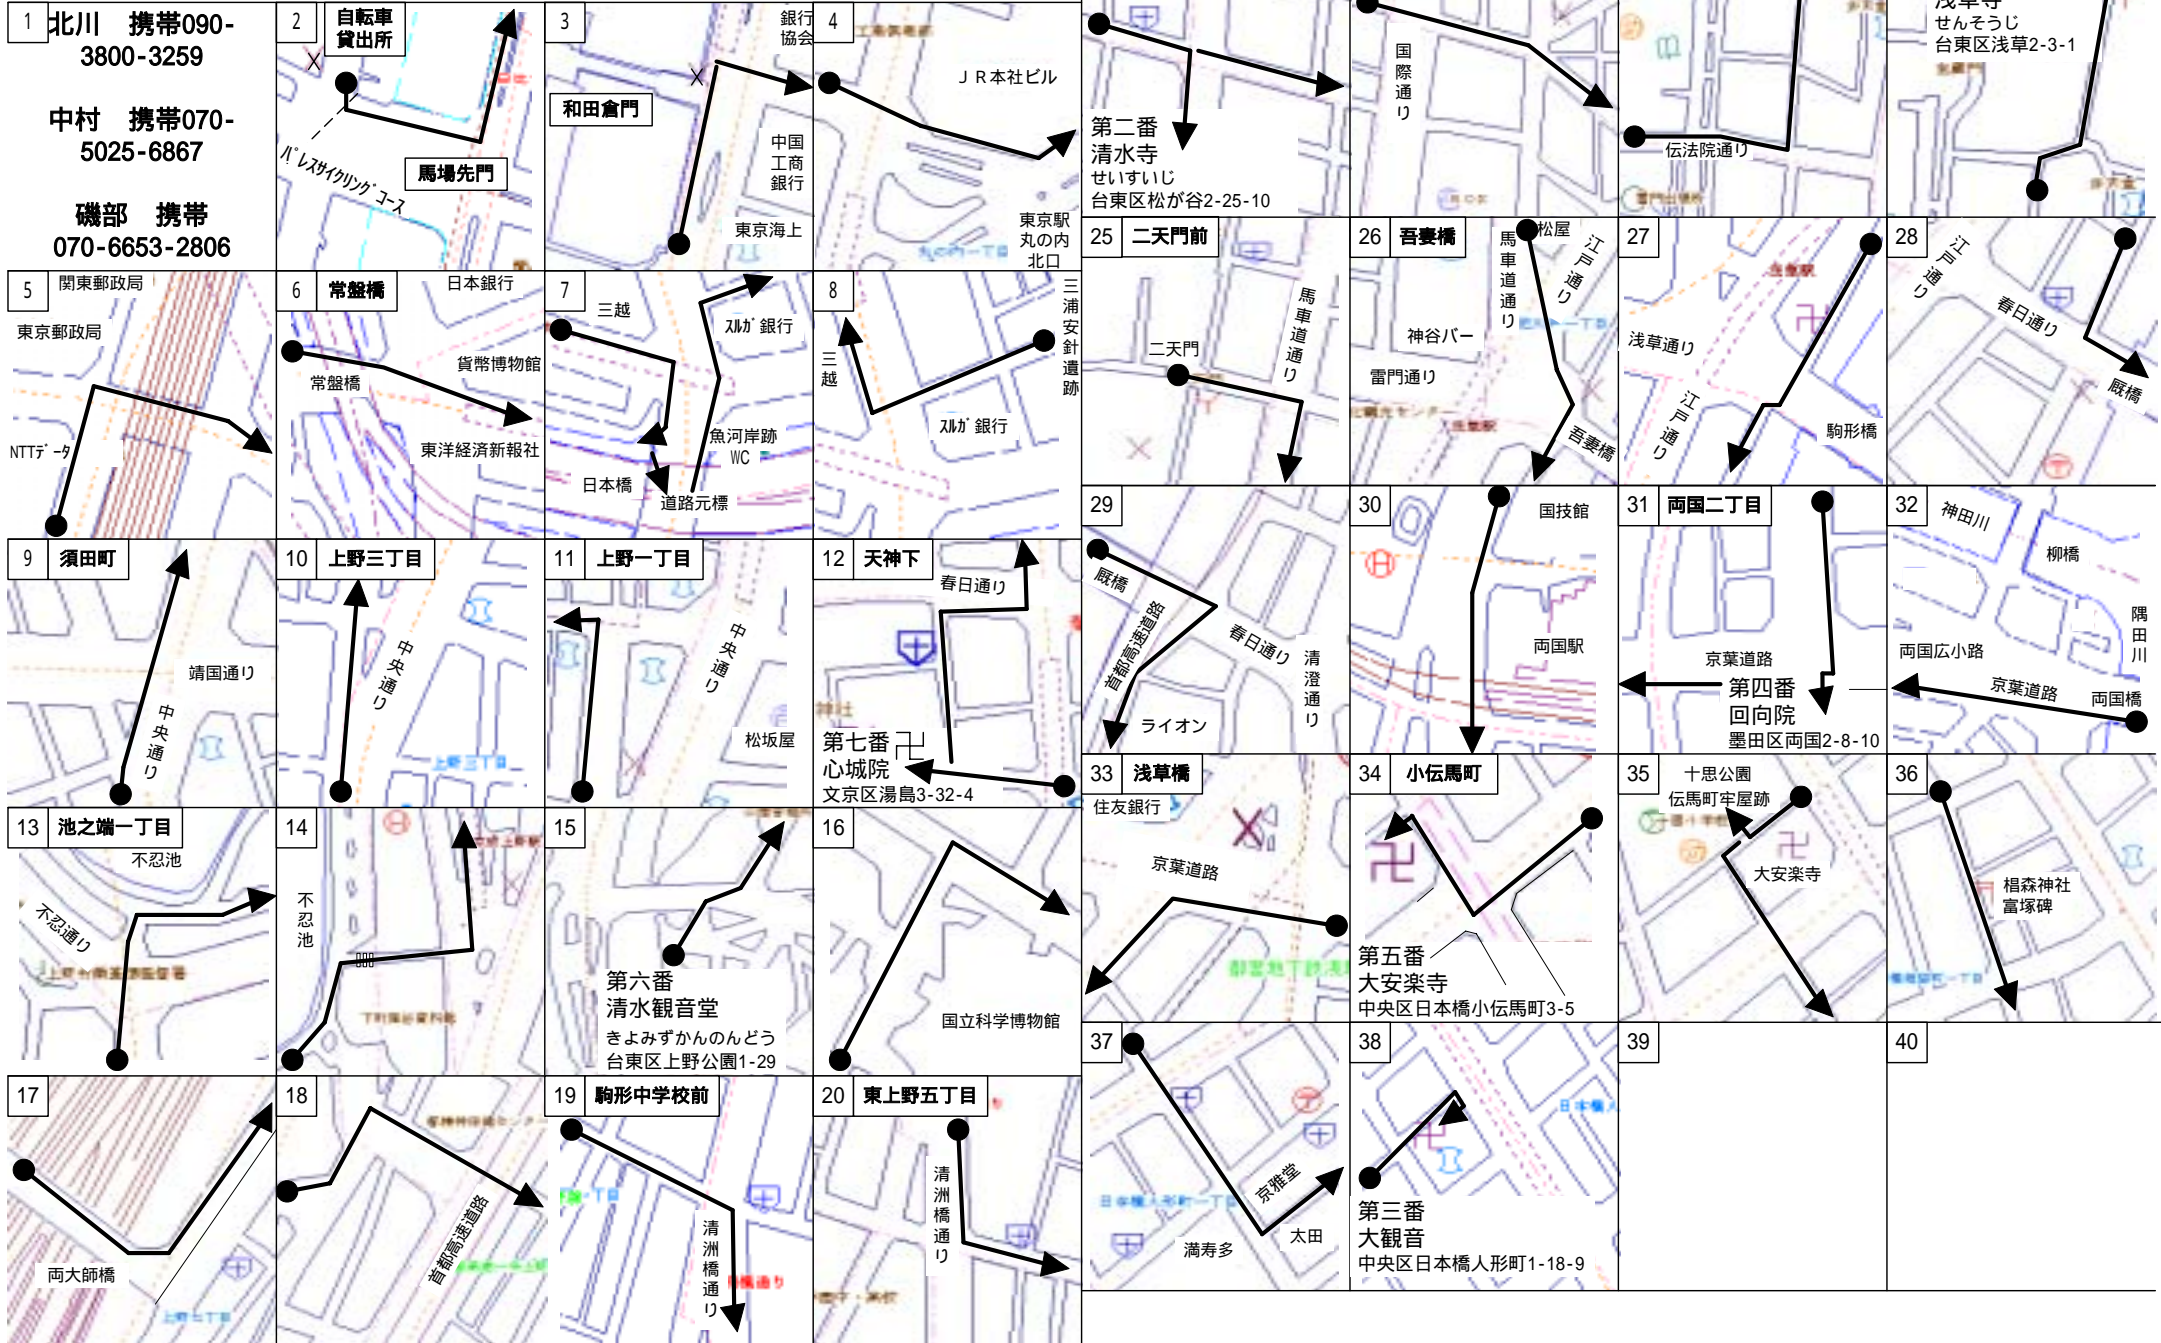 1
北川　携帯090-
3800-3259
中村　携帯070-
5025-6867
磯部　携帯
070-6653-2806
2
自転車
貸出所
パレスサイクリングコース
馬場先門
3
銀行
協会
和田倉門
中国
工商
銀行
東京海上
4
ＪＲ本社ビル
東京駅
丸の内
北口
第二番
清水寺
せいすいじ
台東区松が谷2-25-10
国際通り
伝法院通り
せんそうじ
台東区浅草2-3-1
5
関東郵政局
東京郵政局
NTTデータ
6
常盤橋
日本銀行
貨幣博物館
常盤橋
東洋経済新報社
7
三越
スルガ銀行
魚河岸跡
WC
日本橋
道路元標
8
三浦安針遺跡
三越
スルガ銀行
25
二天門前
二天門
馬車道通り
26
吾妻橋
松屋
馬車道通り
江戸通り
神谷バー
雷門通り
吾妻橋
27
浅草通り
江戸通り
駒形橋
28
江戸通り
春日通り
厩橋
29
厩橋
首都高速道路
春日通り
清澄通り
ライオン
30
国技館
両国駅
31
両国二丁目
京葉道路
第四番
回向院
墨田区両国2-8-10
32
神田川
柳橋
隅田川
両国広小路
京葉道路
両国橋
9
須田町
靖国通り
中央通り
10
上野三丁目
中央通り
上野三丁目
11
上野一丁目
中央通り
松坂屋
12
天神下
春日通り
第七番
心城院
文京区湯島3-32-4
33
浅草橋
住友銀行
京葉道路
34
小伝馬町
第五番
大安楽寺
中央区日本橋小伝馬町3-5
35
十思公園
伝馬町牢屋跡
大安楽寺
36
椙森神社
富塚碑
13
池之端一丁目
不忍池
不忍通り
14
不忍池
15
第六番
清水観音堂
きよみずかんのんどう
台東区上野公園1-29
16
国立科学博物館
37
日本橋人形町一丁目
京雅堂
太田
満寿多
38
第三番
大観音
中央区日本橋人形町1-18-9
39
40
17
両大師橋
18
首都高速道路
19
駒形中学校前
清洲橋通り
20
東上野五丁目
清洲橋通り